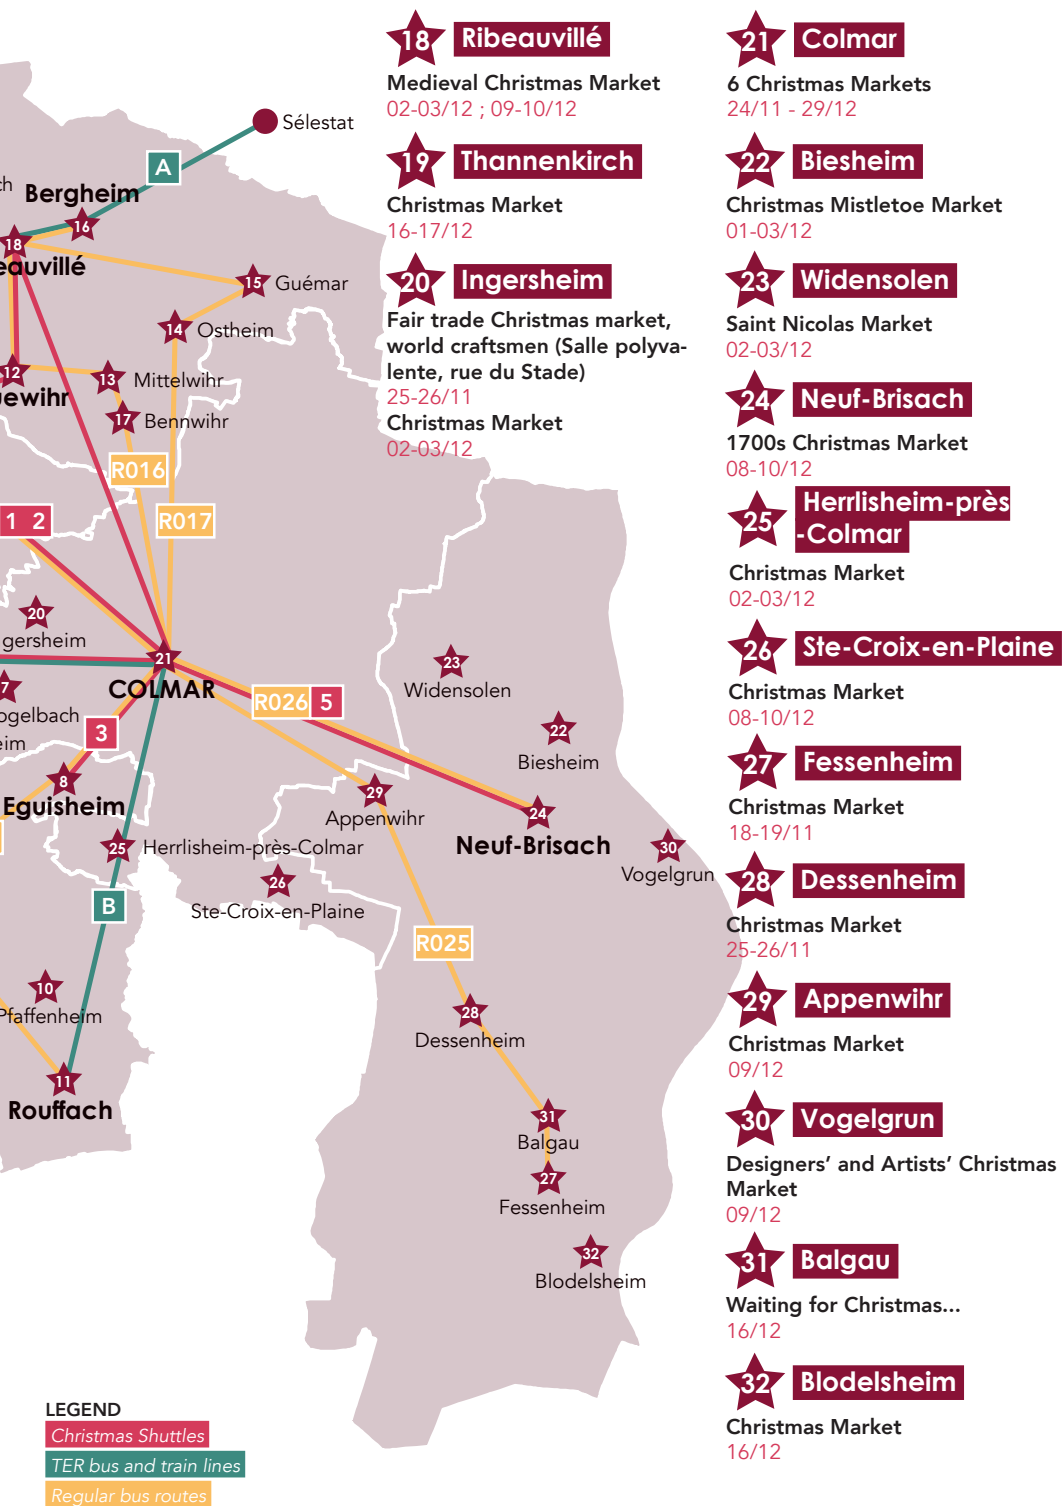 18 Ribeauvillé
Medieval Christmas Market
02-03/12 ; 09-10/12
19 Thannenkirch
Christmas Market
16-17/12
20 Ingersheim
Fair trade Christmas market,
world craftsmen (Salle polyva-
lente, rue du Stade)
25-26/11
Christmas Market
02-03/12
21 Colmar
6 Christmas Markets
24/11 - 29/12
22 Biesheim
Christmas Mistletoe Market
01-03/12
23 Widensolen
Saint Nicolas Market
02-03/12
24 Neuf-Brisach
1700s Christmas Market
08-10/12
25 Herrlisheim-près
-Colmar
Christmas Market
02-03/12
26 Ste-Croix-en-Plaine
Christmas Market
08-10/12
27 Fessenheim
Christmas Market
18-19/11
28 Dessenheim
Christmas Market
25-26/11
29 Appenwihr
Christmas Market
09/12
30 Vogelgrun
Designers’ and Artists’ Christmas
Market
09/12
31 Balgau
Waiting for Christmas...
16/12
32 Blodelsheim
Christmas Market
16/12
Sélestat
A
ch
Bergheim
16
18
eauvillé
15 Guémar
14 Ostheim
12
uewihr
13 Mittelwihr
17 Bennwihr
R016
R017
1 2
20
gersheim
21
COLMAR
7
ogelbach
eim
R026 5
3
23
Widensolen
22
Biesheim
8
Eguisheim
29
Appenwihr
24
Neuf-Brisach
30
Vogelgrun
25 Herrlisheim-près-Colmar
26
Ste-Croix-en-Plaine
B
R025
10
Pfaffenheim
28
Dessenheim
11
Rouffach
31
Balgau
27
Fessenheim
32
Blodelsheim
LEGEND
Christmas Shuttles
TER bus and train lines
Regular bus routes